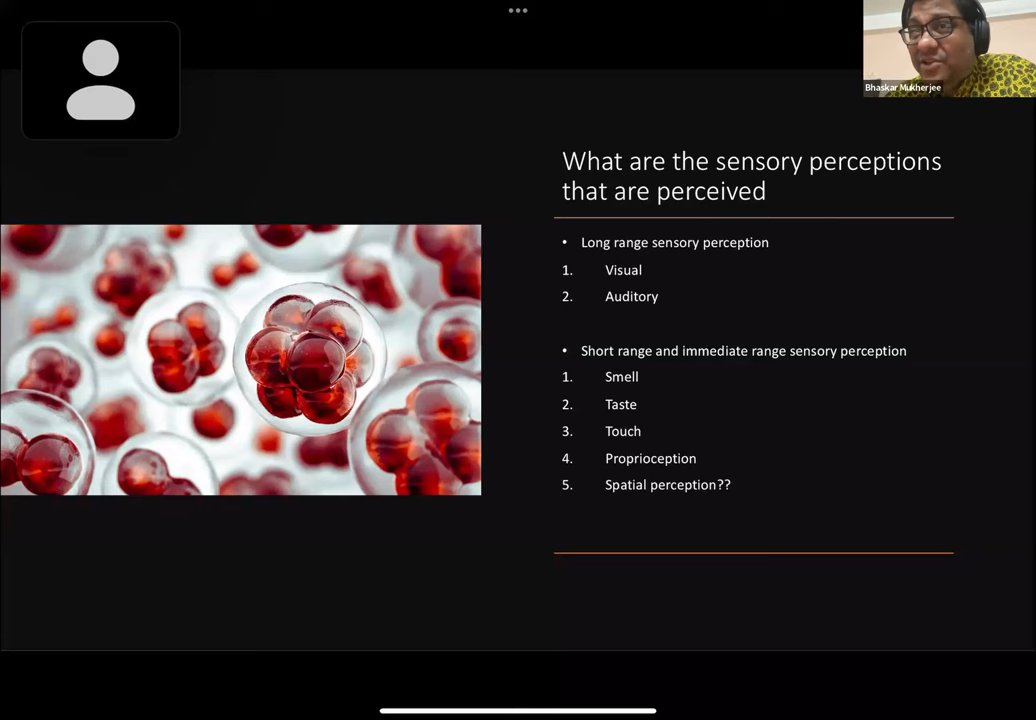 Bhaskar Mukherjee
What are the sensory perceptions
that are perceived
• Long range sensory perception
1. Visual
2. Auditory
• Short range and immediate range sensory perception
1. Smell
2. Taste
3. Touch
4. Proprioception
5. Spatial perception??